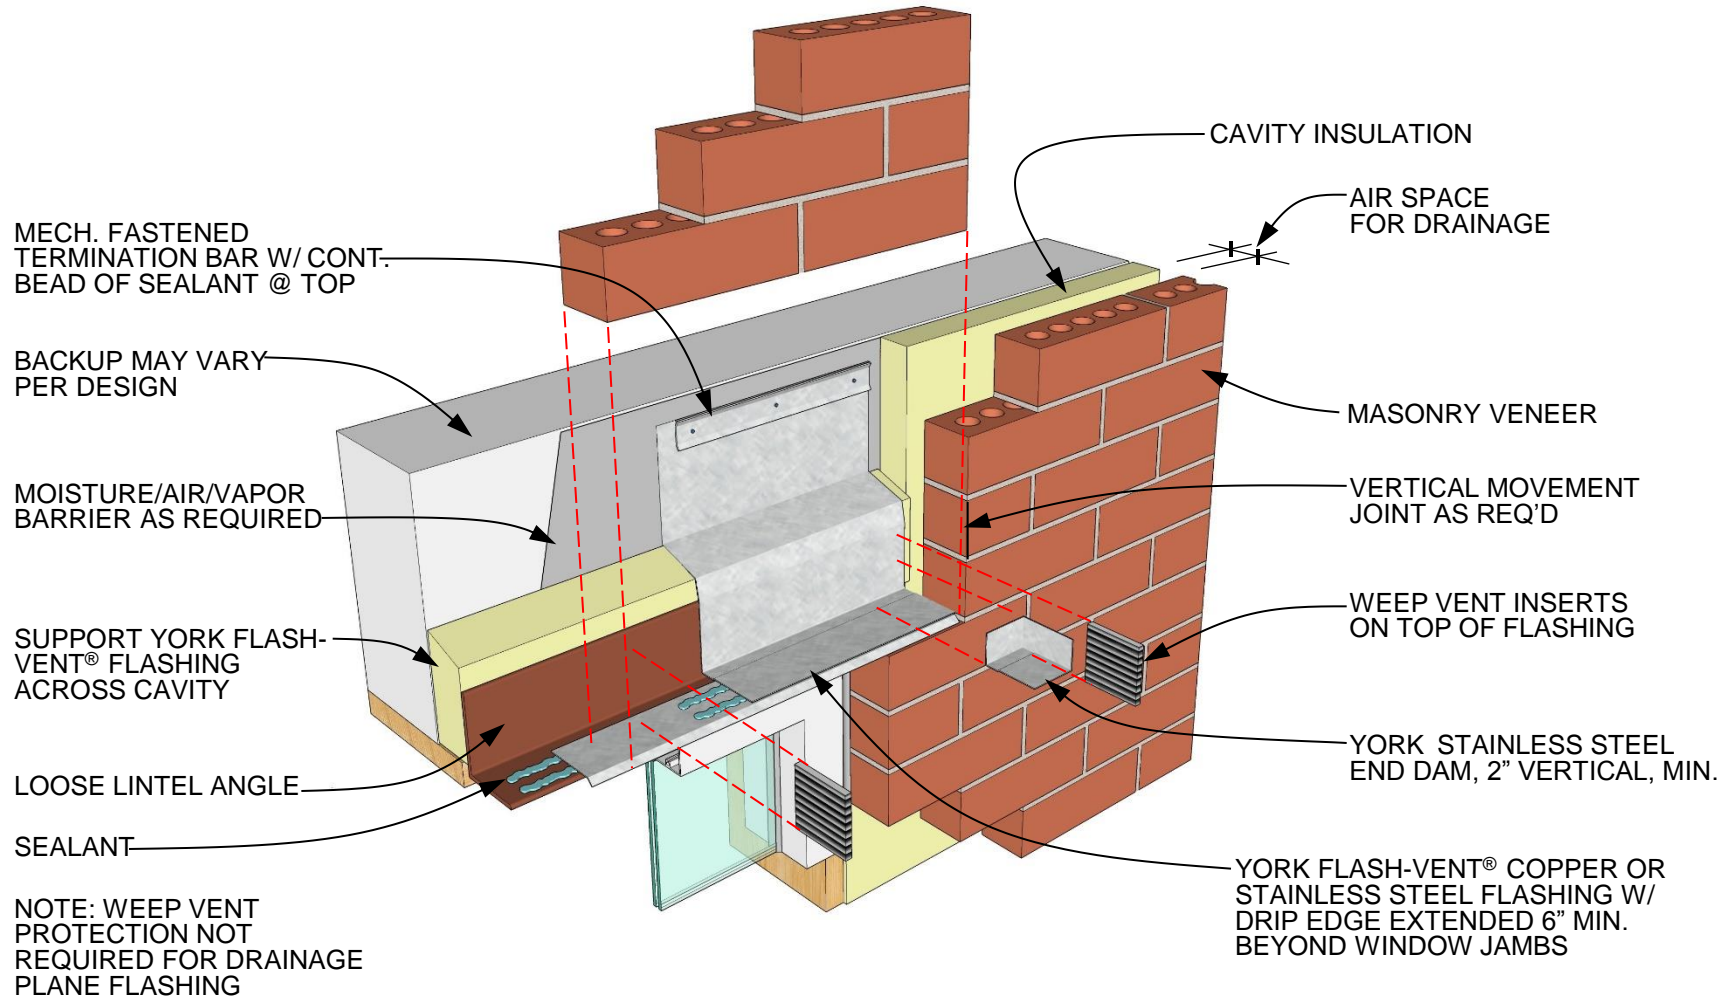 MECH. FASTENED
TERMINATION BAR W/ CONT.
BEAD OF SEALANT @ TOP
BACKUP MAY VARY
PER DESIGN
MOISTURE/AIR/VAPOR
BARRIER AS REQUIRED
SUPPORT YORK FLASH-
VENT® FLASHING
ACROSS CAVITY
LOOSE LINTEL ANGLE
SEALANT
NOTE: WEEP VENT
PROTECTION NOT
REQUIRED FOR DRAINAGE
PLANE FLASHING
CAVITY INSULATION
AIR SPACE
FOR DRAINAGE
MASONRY VENEER
VERTICAL MOVEMENT
JOINT AS REQ’D
WEEP VENT INSERTS
ON TOP OF FLASHING
YORK STAINLESS STEEL
END DAM, 2” VERTICAL, MIN.
YORK FLASH-VENT® COPPER OR
STAINLESS STEEL FLASHING W/
DRIP EDGE EXTENDED 6” MIN.
BEYOND WINDOW JAMBS